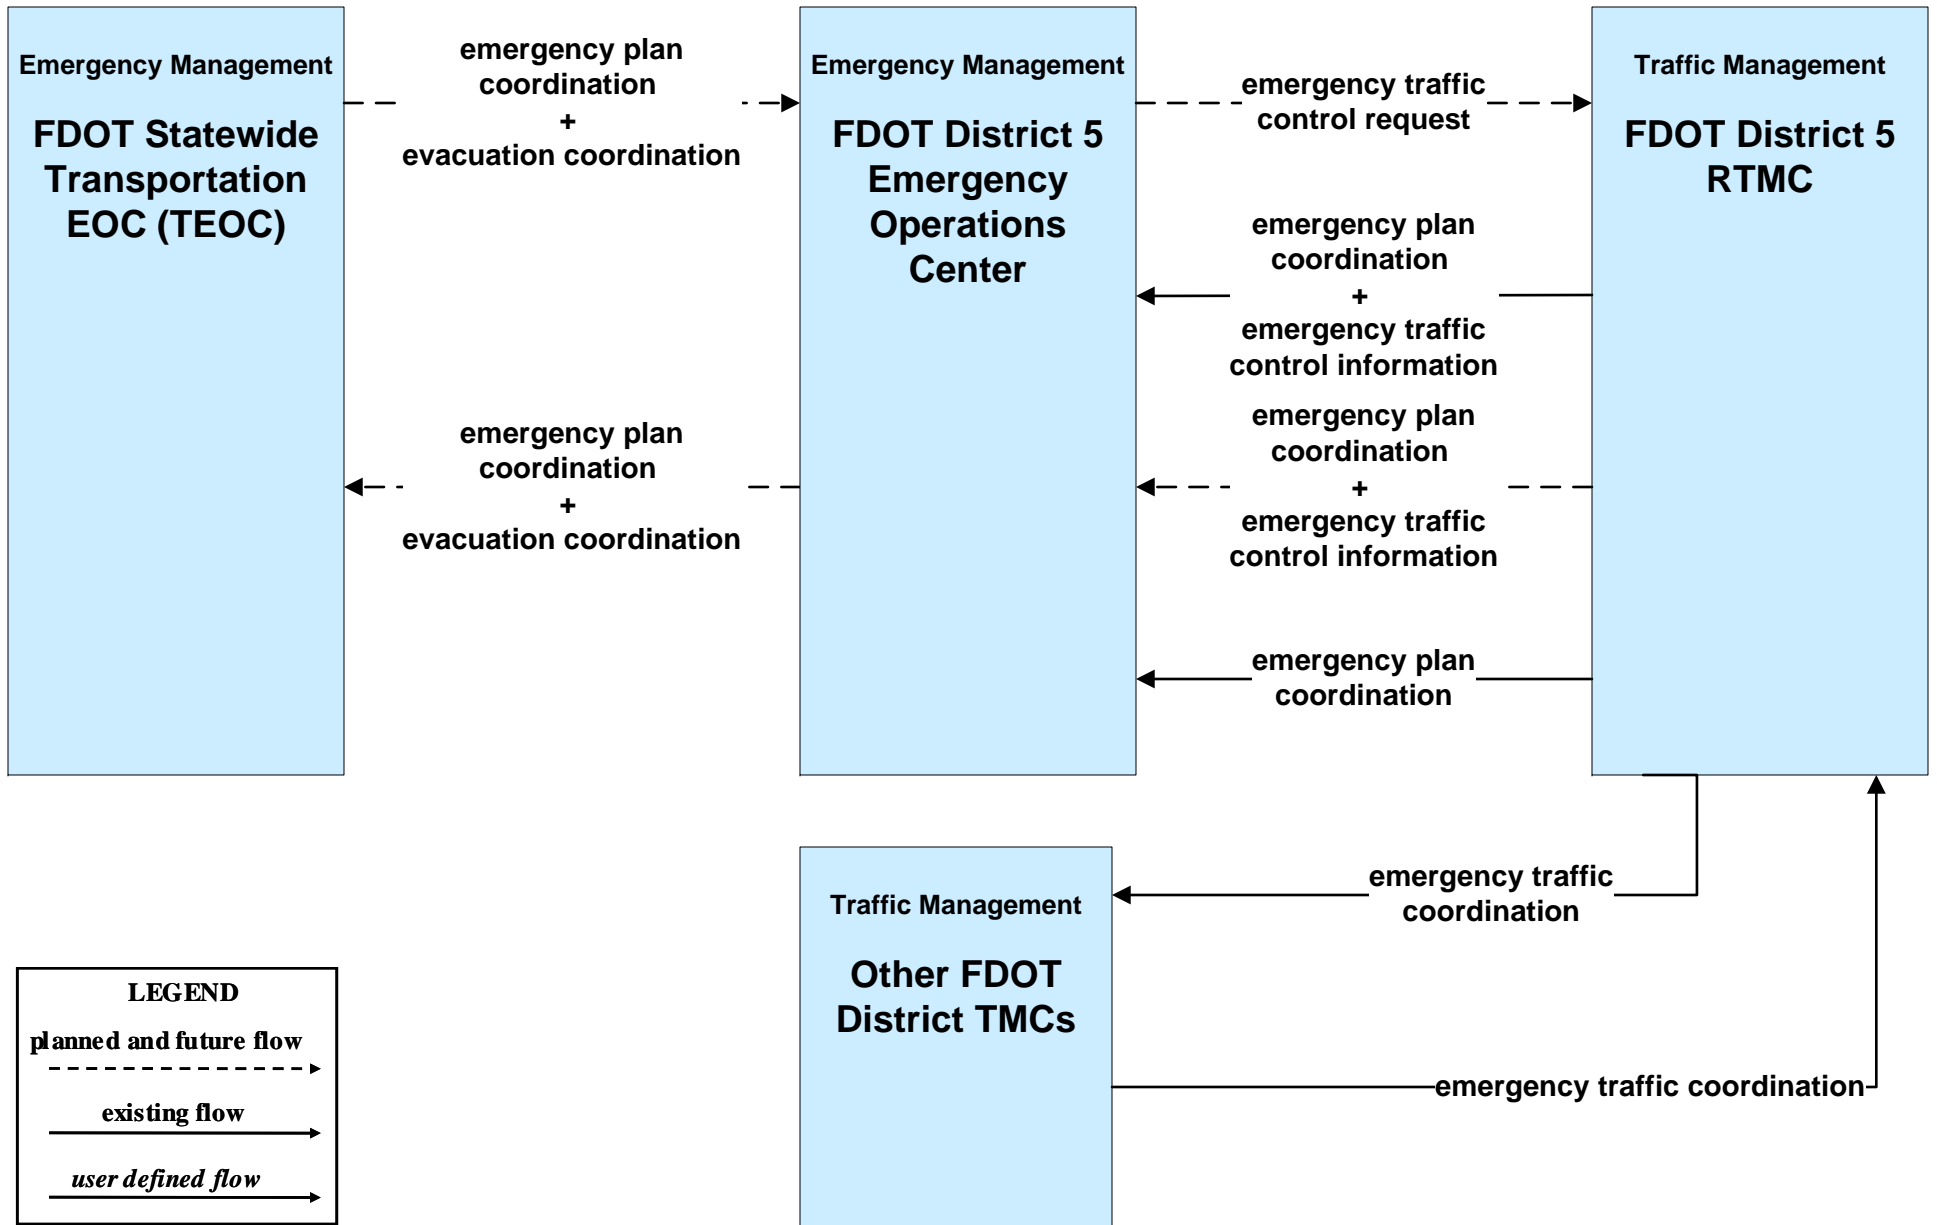 Emergency Management
FDOT Statewide
Transportation
EOC (TEOC)
emergency plan
coordination
+
evacuation coordination
emergency plan
coordination
+
evacuation coordination
Emergency Management
FDOT District 5
Emergency
Operations
Center
emergency traffic
control request
emergency plan
coordination
+
emergency traffic
control information
emergency plan
coordination
+
emergency traffic
control information
emergency plan
coordination
Traffic Management
FDOT District 5
RTMC
Traffic Management
Other FDOT
District TMCs
emergency traffic
coordination
emergency traffic coordination
LEGEND
planned and future flow
existing flow
user defined flow